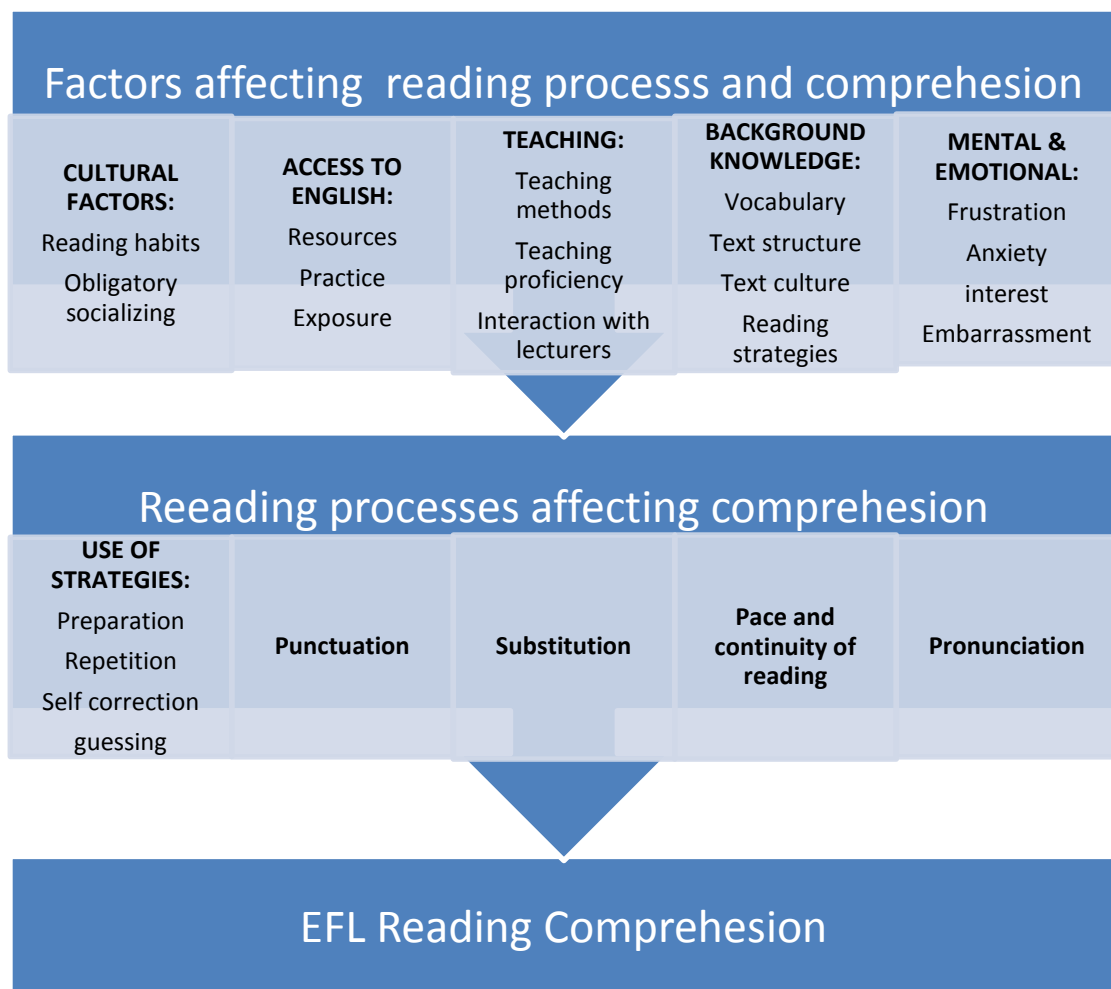 Factors affecting  reading processs and comprehesion
CULTURAL
FACTORS:
Reading habits
Obligatory
socializing
ACCESS TO
ENGLISH:
Resources
Practice
Exposure
TEACHING:
Teaching
methods
Teaching
proficiency
Interaction with
lecturers
BACKGROUND
KNOWLEDGE:
Vocabulary
Text structure
Text culture
Reading
strategies
MENTAL &
EMOTIONAL:
Frustration
Anxiety
interest
Embarrassment
Reeading processes affecting comprehesion
USE OF
STRATEGIES:
Preparation
Repetition
Self correction
guessing
Punctuation
Substitution
Pace and
continuity of
reading
Pronunciation
EFL Reading Comprehesion